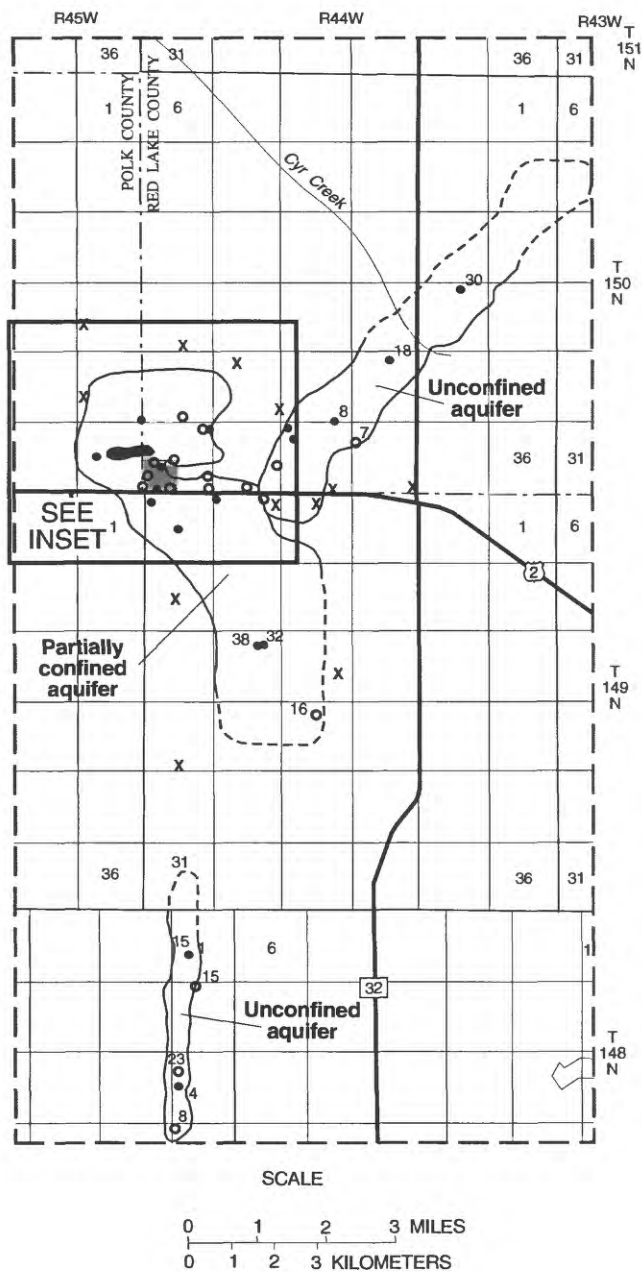 R45W R44W R43W
T
151
N
36 31 36 31
1 6 1 6
POLK COUNTY
RED LAKE COUNTY
Cyr Creek
T
150
N
30
18
X
X
X
X
X
Unconfined
aquifer
8
7
36 31
X X X X
SEE
INSET
1
1 6
2
X
Partially
confined
aquifer
38 32
X
T
149
N
16
X
36 31 36 31
15 1 6 1
15
32
Unconfined
aquifer
T
148
N
23
4
8
SCALE
0 1 2 3 MILES
0 1 2 3 KILOMETERS